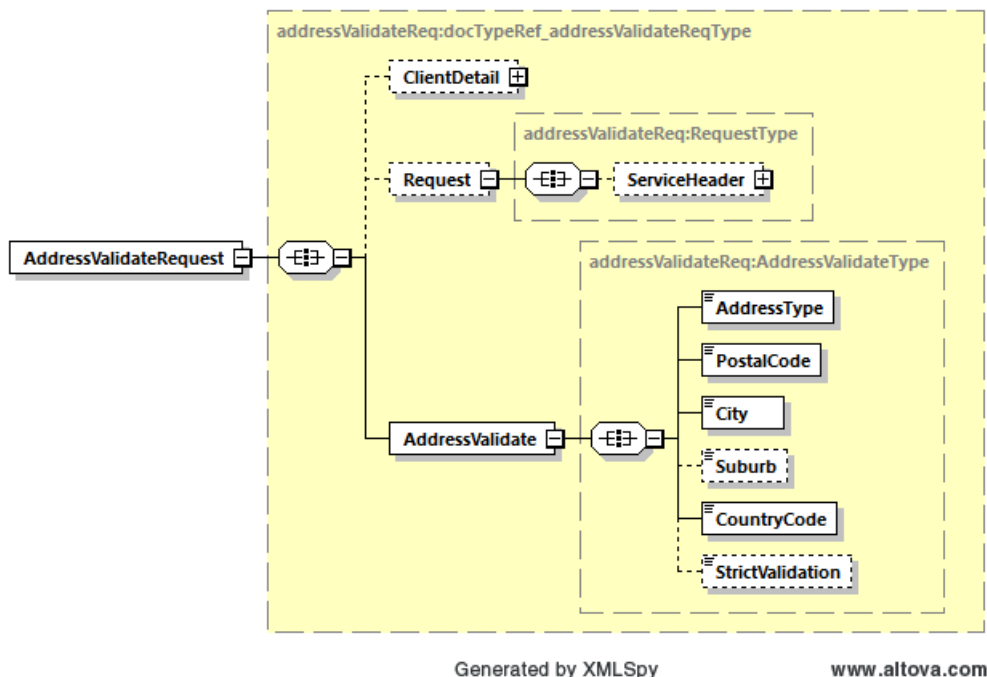 addressValidateReq:docTypeRef_addressValidateReqType
ClientDetail
addressValidateReq:RequestType
Request
ServiceHeader
AddressValidateRequest
addressValidateReq:AddressValidateType
AddressType
PostalCode
City
AddressValidate
Suburb
CountryCode
StrictValidation
Generated by XMLSpy
www.altova.com